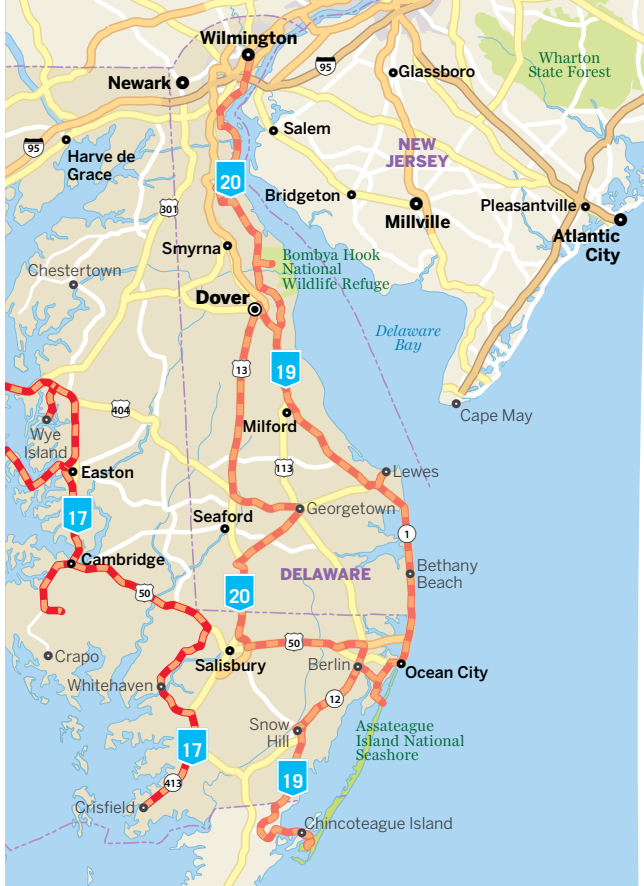 Wilmington
95
Glassboro
Wharton
State Forest
Newark
Salem
95
Harve de
Grace
NEW
JERSEY
20
Bridgeton
Millville
Pleasantville
301
Atlantic
City
Smyrna
Bombya Hook
National
Wildlife Refuge
Chestertown
Dover
Delaware
Bay
13
19
404
Cape May
Milford
Wye
Island
113
Easton
Lewes
17
Georgetown
Seaford
1
Cambridge
DELAWARE
Bethany
Beach
50
20
50
Crapo
Salisbury
Berlin
Ocean City
Whitehaven
12
Snow
Hill
Assateague
Island National
Seashore
17
413
19
Crisfield
Chincoteague Island